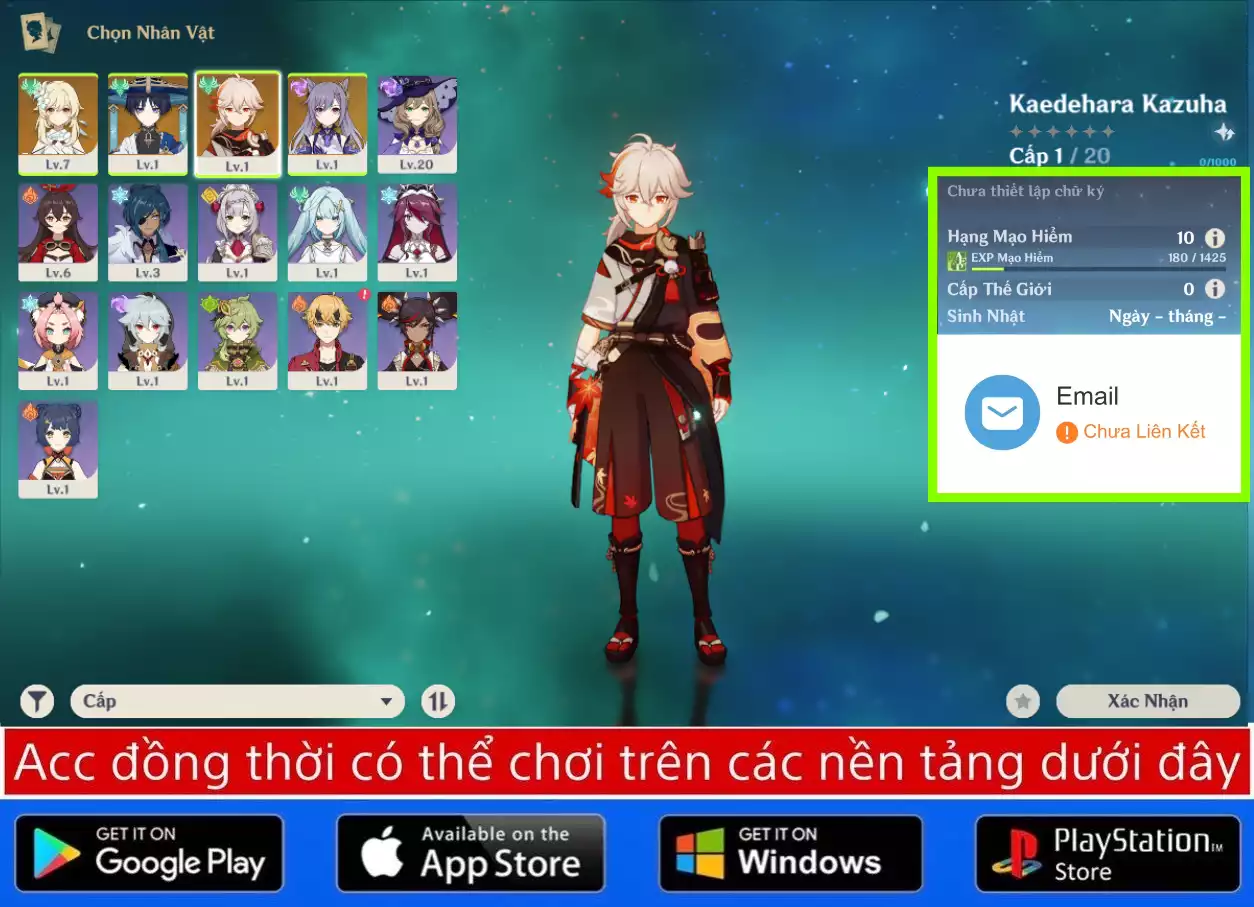 Chọn Nhân Vật
Lv.7
Lv.1
Lv.1
Lv.1
Lv.20
Lv.6
Lv.3
Lv.1
Lv.1
Lv.1
Lv.1
Lv.1
Lv.1
Lv.1
Lv.1
Lv.1
Kaedehara Kazuha
Cấp 1 / 20
0/1000
Chưa thiết lập chữ ký
Hạng Mạo Hiểm 10
EXP Mạo Hiểm 180 / 1425
Cấp Thế Giới 0
Sinh Nhật Ngày - tháng -
Email
Chưa Liên Kết
Cấp
Xác Nhận
Acc đồng thời có thể chơi trên các nền tảng dưới đây
GET IT ON
Google Play
Available on the
App Store
GET IT ON
Windows
PlayStation™
Store